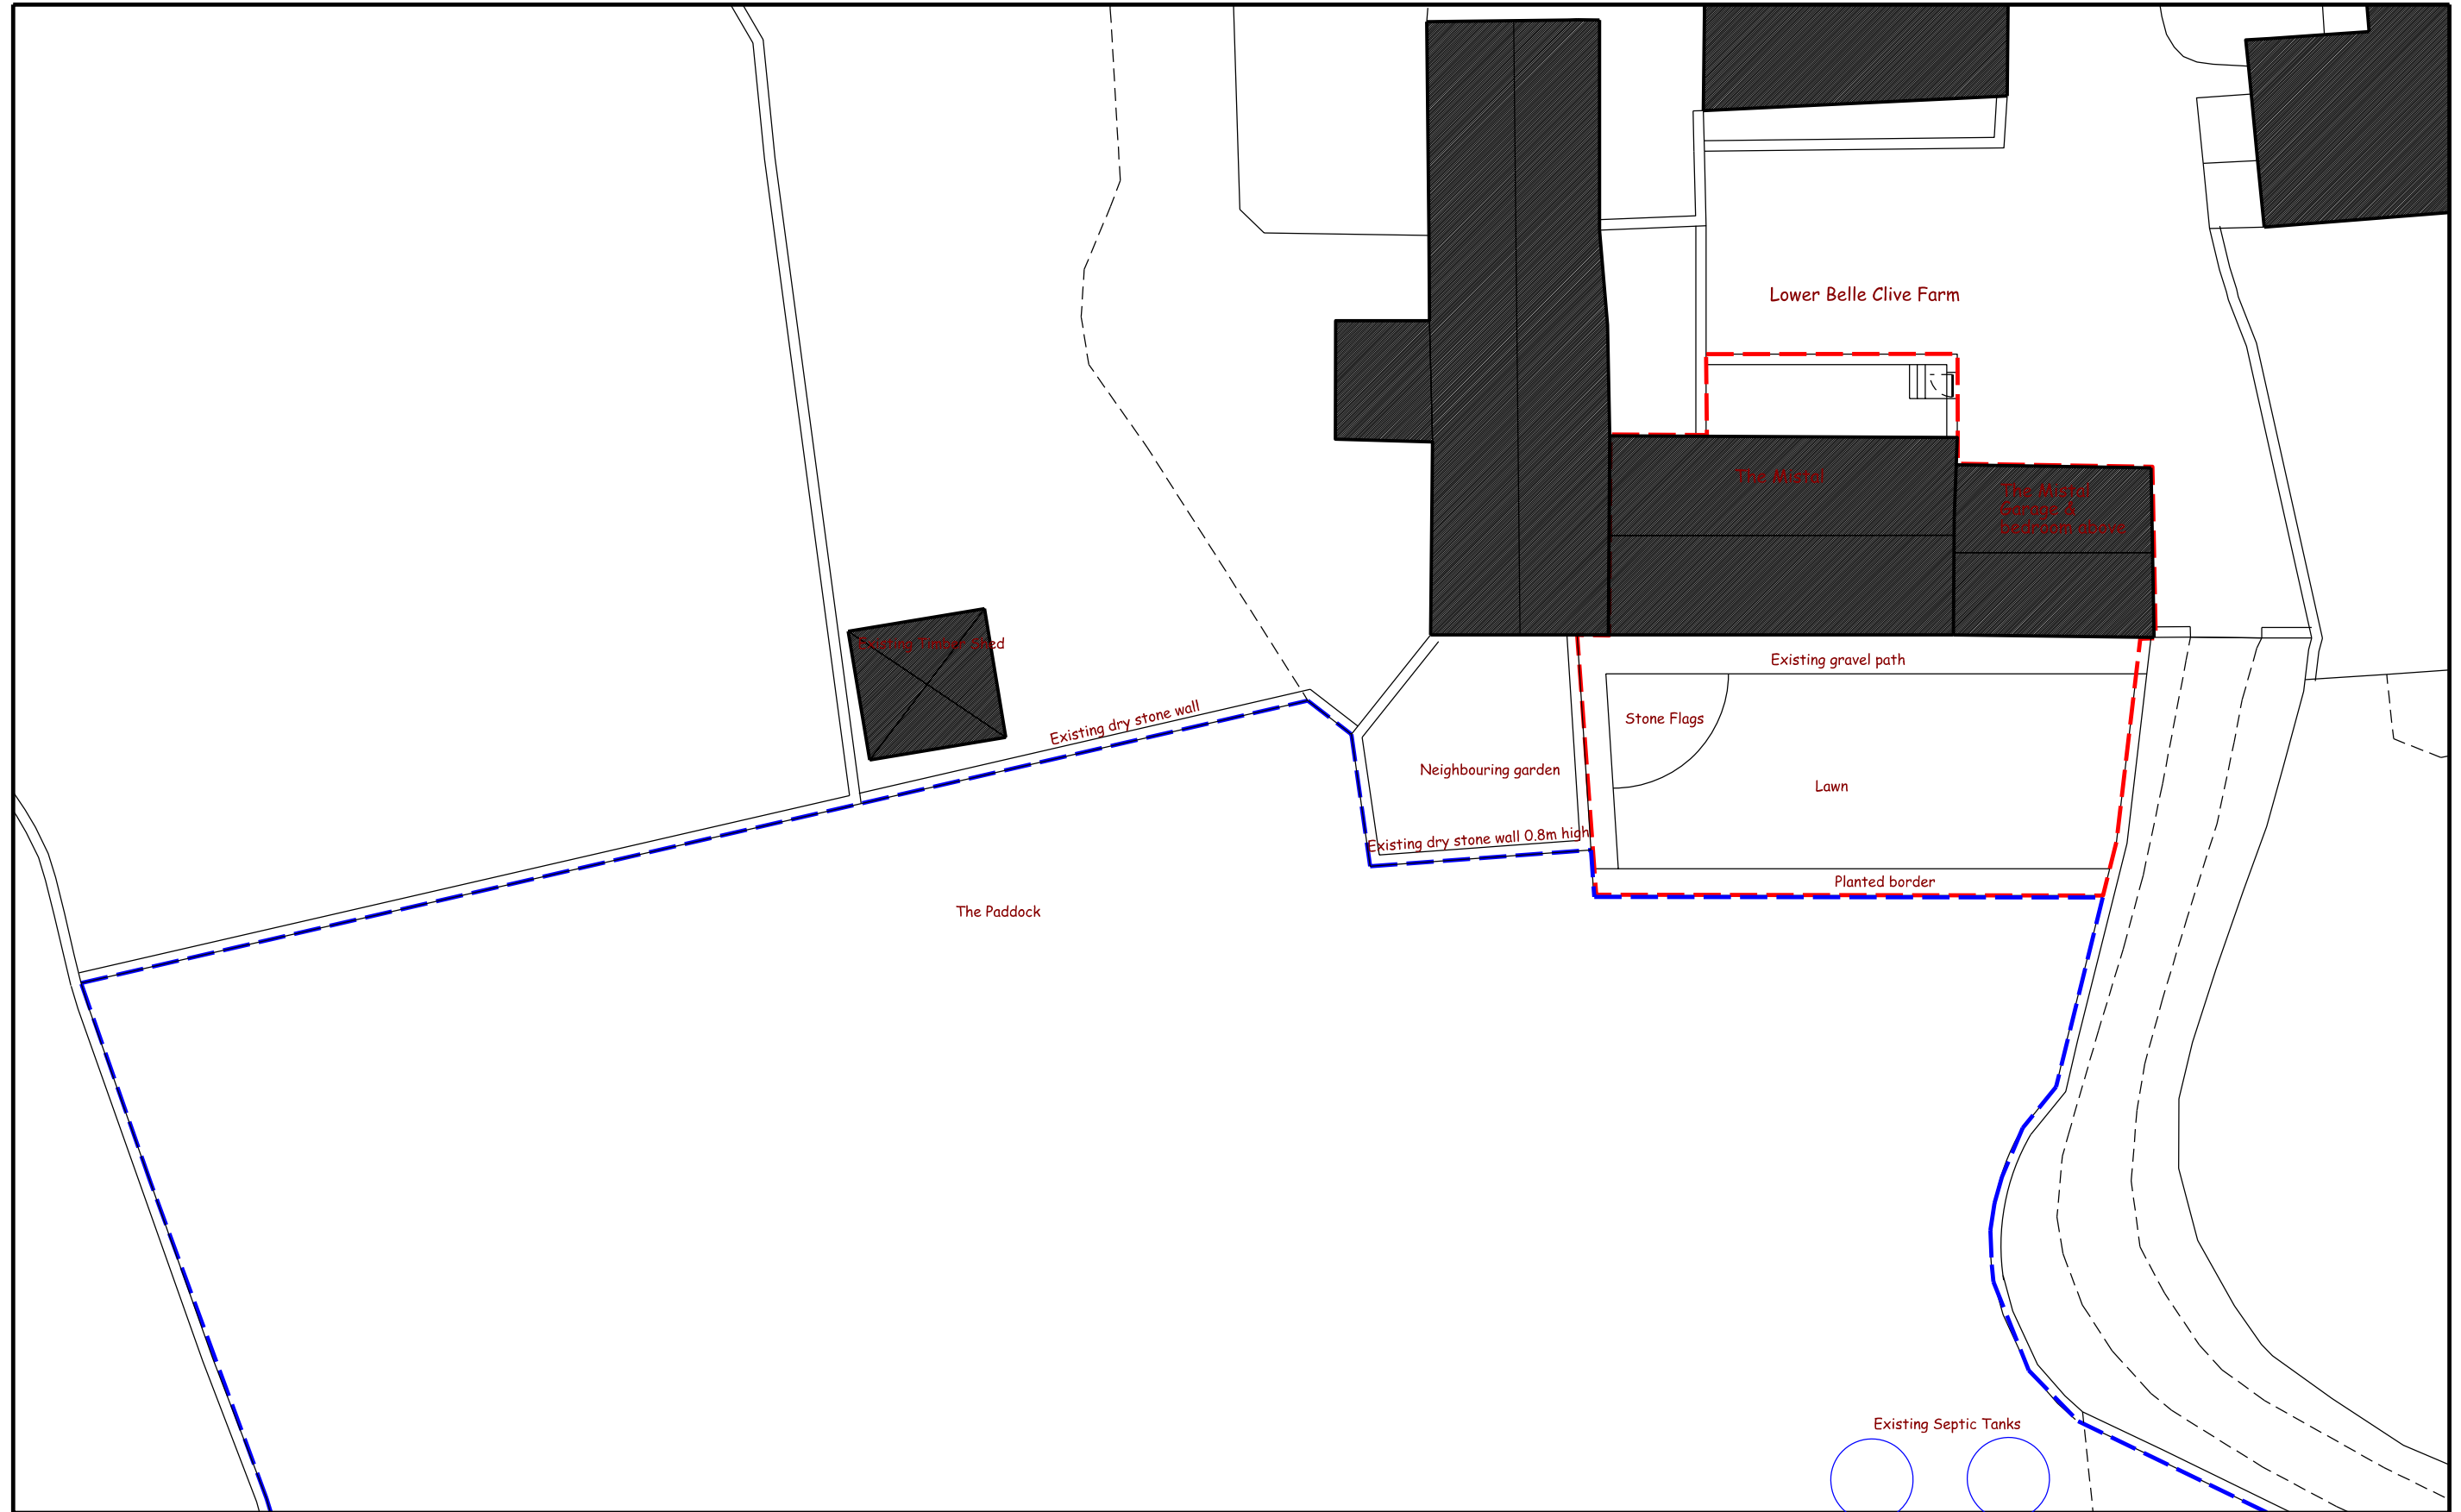 Lower Belle Clive Farm
The Mistal
The Mistal
Garage &
bedroom above
Existing Timber Shed
Existing gravel path
Existing dry stone wall
Stone Flags
Neighbouring garden
Lawn
Existing dry stone wall 0.8m high
Planted border
The Paddock
Existing Septic Tanks